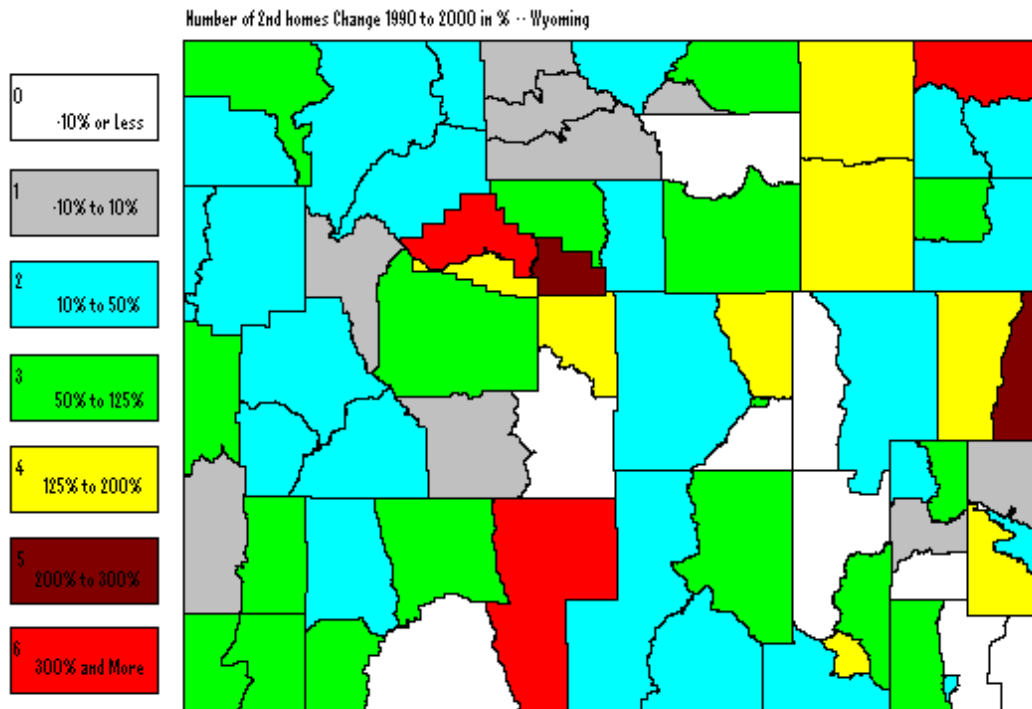 Number of 2nd homes Change 1990 to 2000 in % -- Wyoming
0
-10% or Less
1
-10% to 10%
2
10% to 50%
3
50% to 125%
4
125% to 200%
5
200% to 300%
6
300% and More